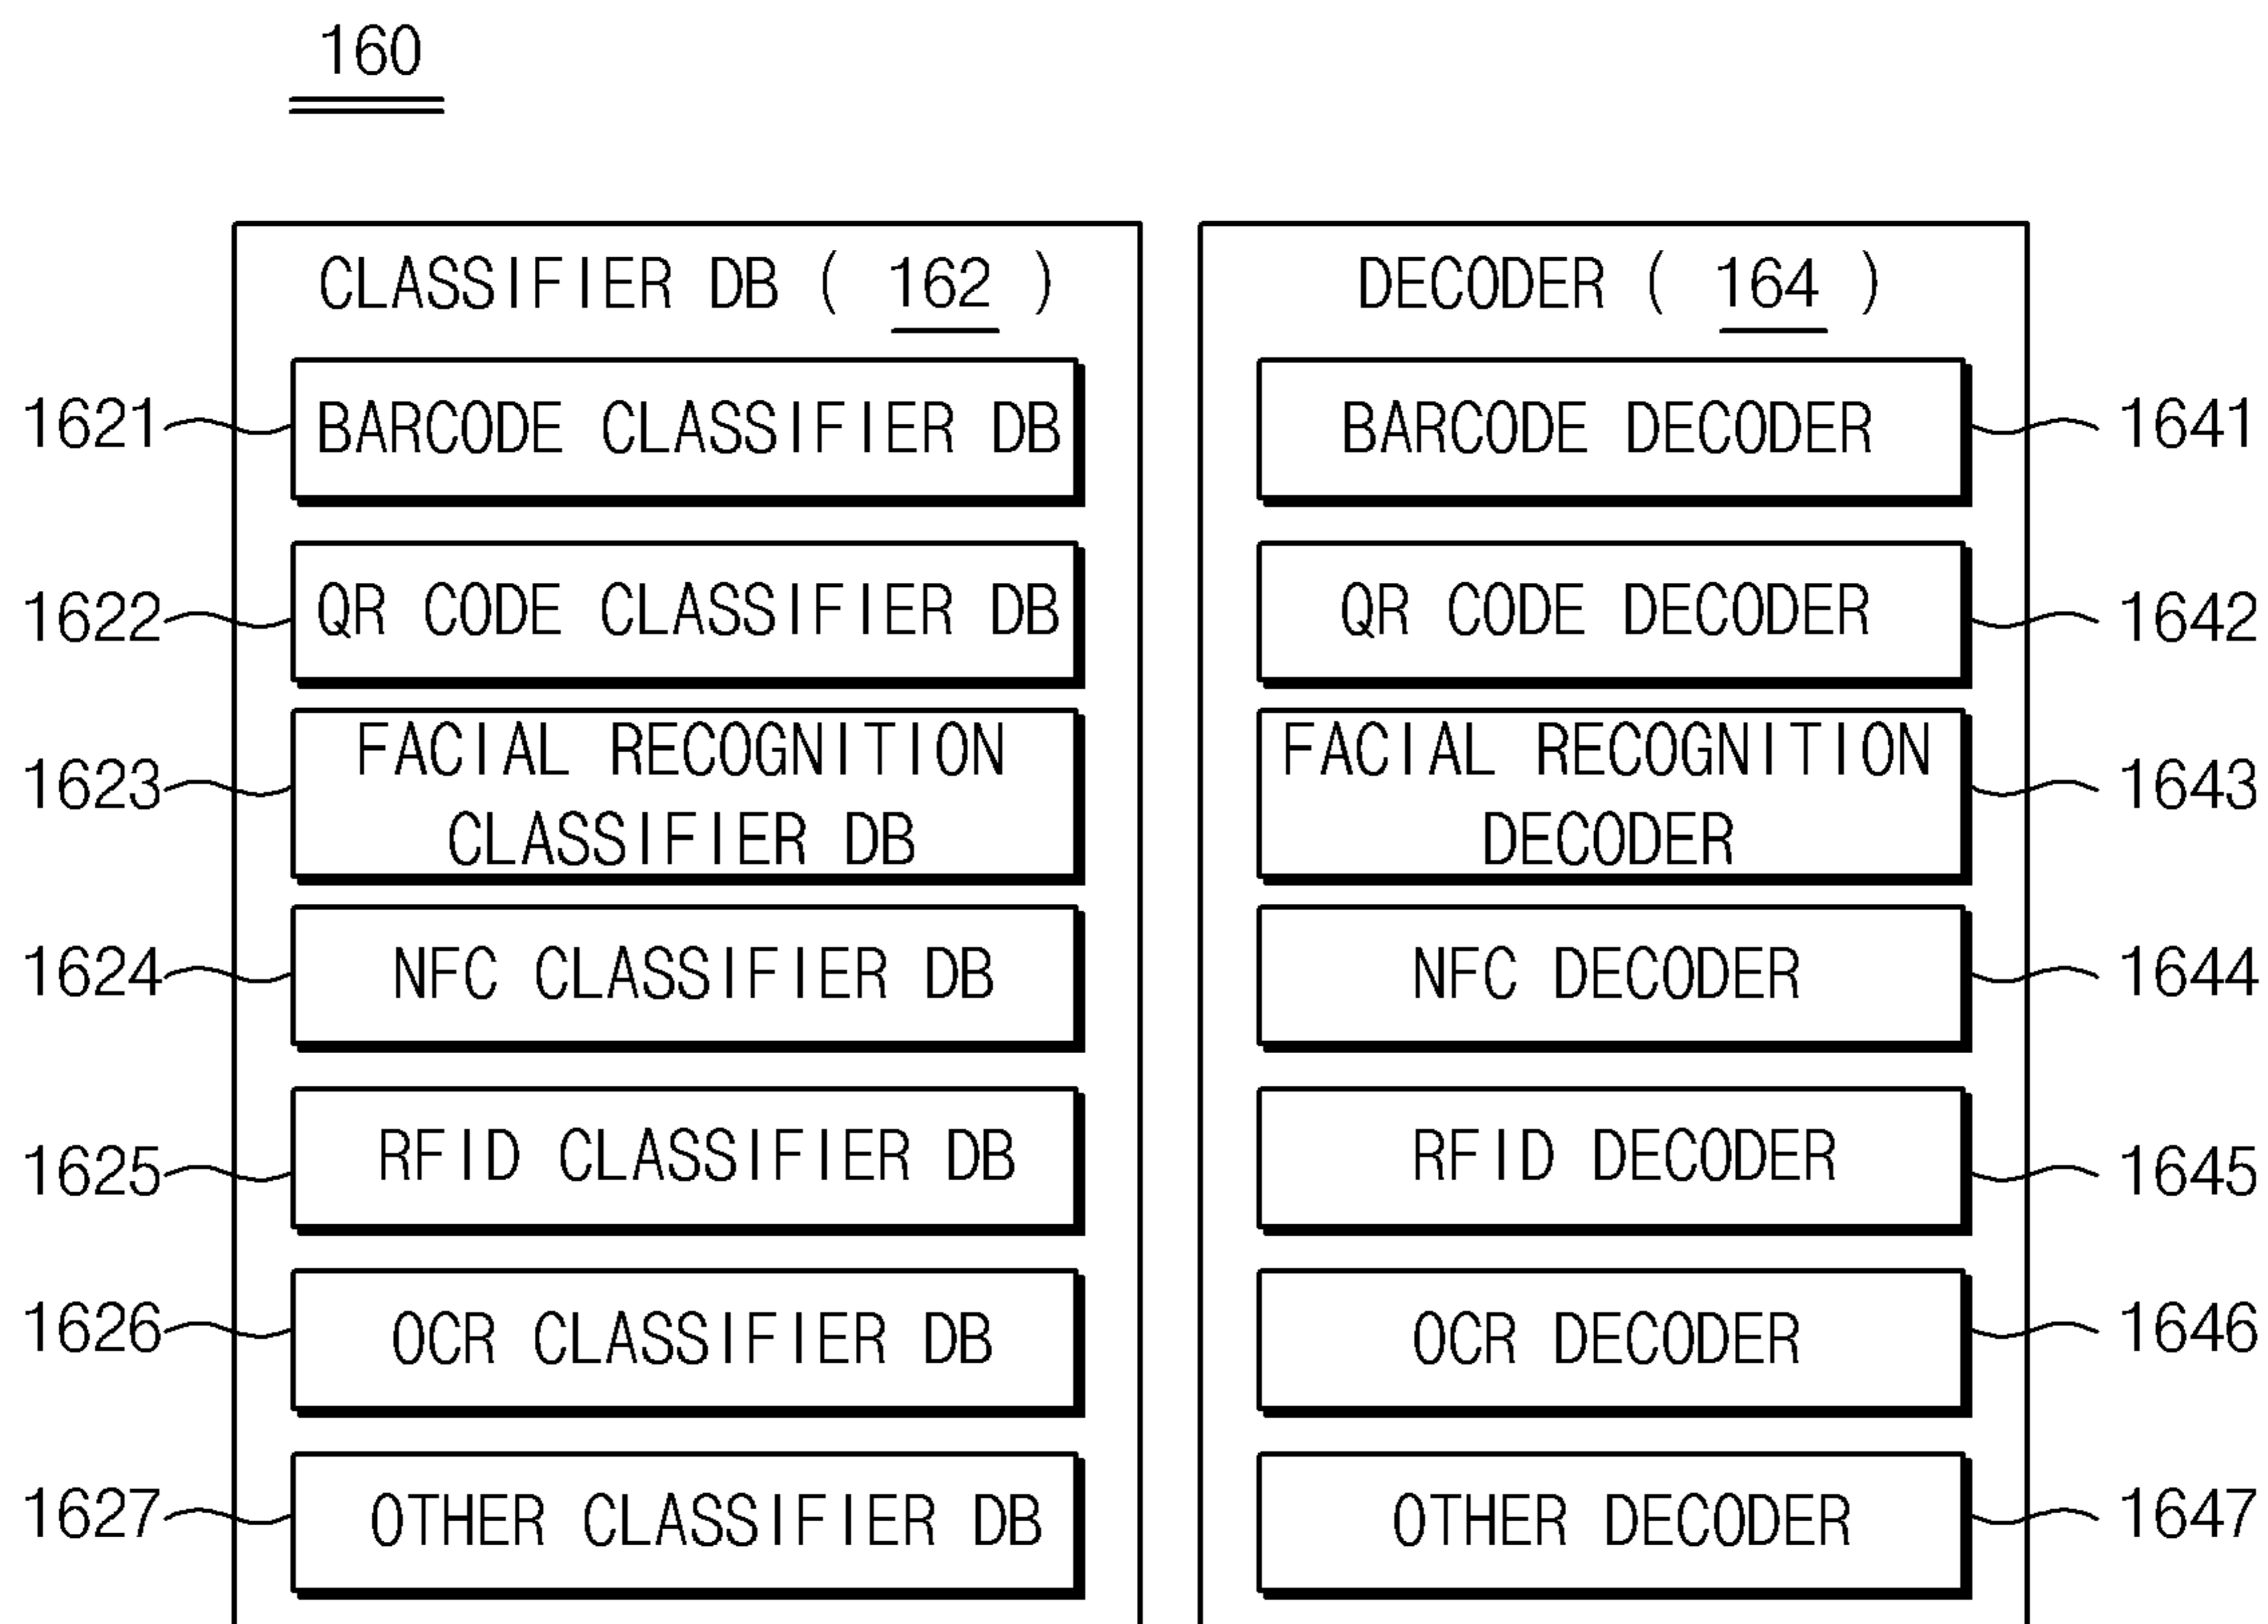 160
CLASSIFIER DB ( 162 )
1621 BARCODE CLASSIFIER DB
1622 QR CODE CLASSIFIER DB
1623 FACIAL RECOGNITION
CLASSIFIER DB
1624 NFC CLASSIFIER DB
1625 RFID CLASSIFIER DB
1626 OCR CLASSIFIER DB
1627 OTHER CLASSIFIER DB
DECODER ( 164 )
BARCODE DECODER 1641
QR CODE DECODER 1642
FACIAL RECOGNITION
DECODER 1643
NFC DECODER 1644
RFID DECODER 1645
OCR DECODER 1646
OTHER DECODER 1647